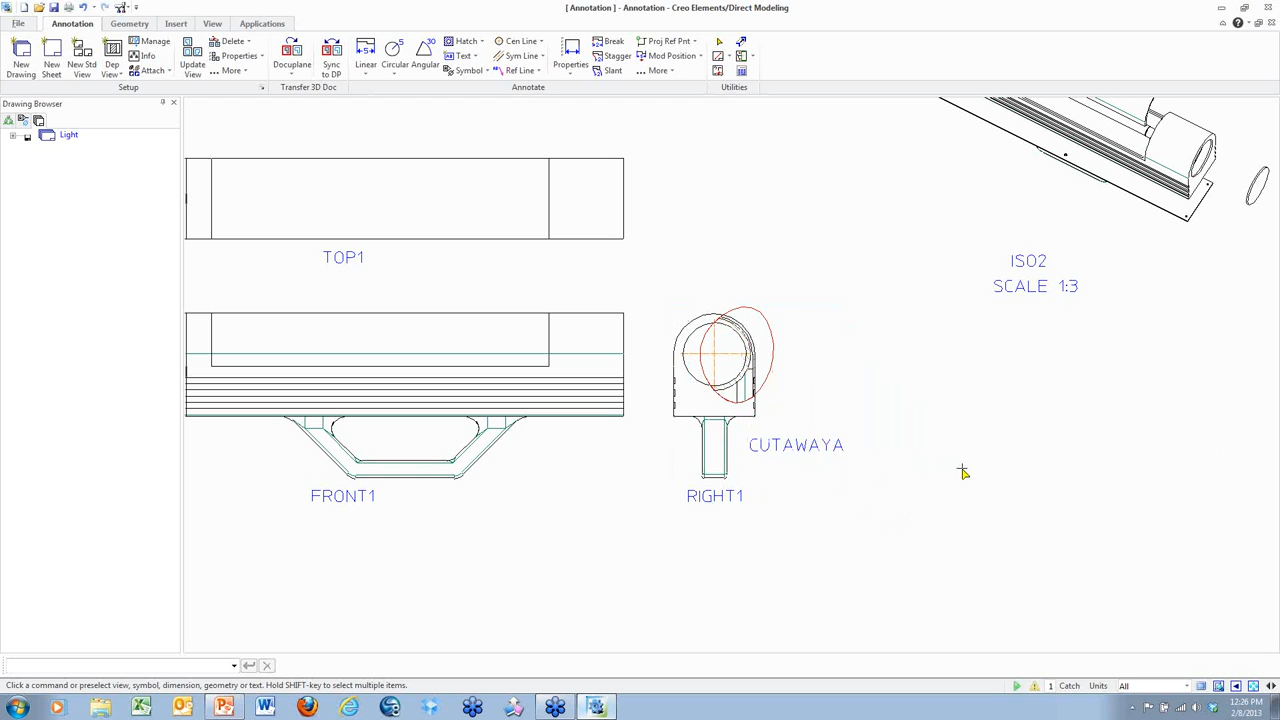 [ Annotation ] - Annotation - Creo Elements/Direct Modeling
File Annotation Geometry Insert View Applications
New Drawing
New Sheet
New Std View
Dep View
Manage
Info
Attach
Update View
Delete
Properties
More
Setup
Docuplane
Sync to DP
Transfer 3D Doc
Linear
Circular
Angular
Hatch
Text
Symbol
Cen Line
Sym Line
Ref Line
Properties
Break
Stagger
Slant
Proj Ref Pnt
Mod Position
More
Annotate
Utilities
Drawing Browser
Light
TOP1
FRONT1
RIGHT1
CUTAWAYA
ISO2
SCALE 1:3
Click a command or preselect view, symbol, dimension, geometry or text. Hold SHIFT-key to select multiple items.
1 Catch Units All
12:26 PM
2/8/2013